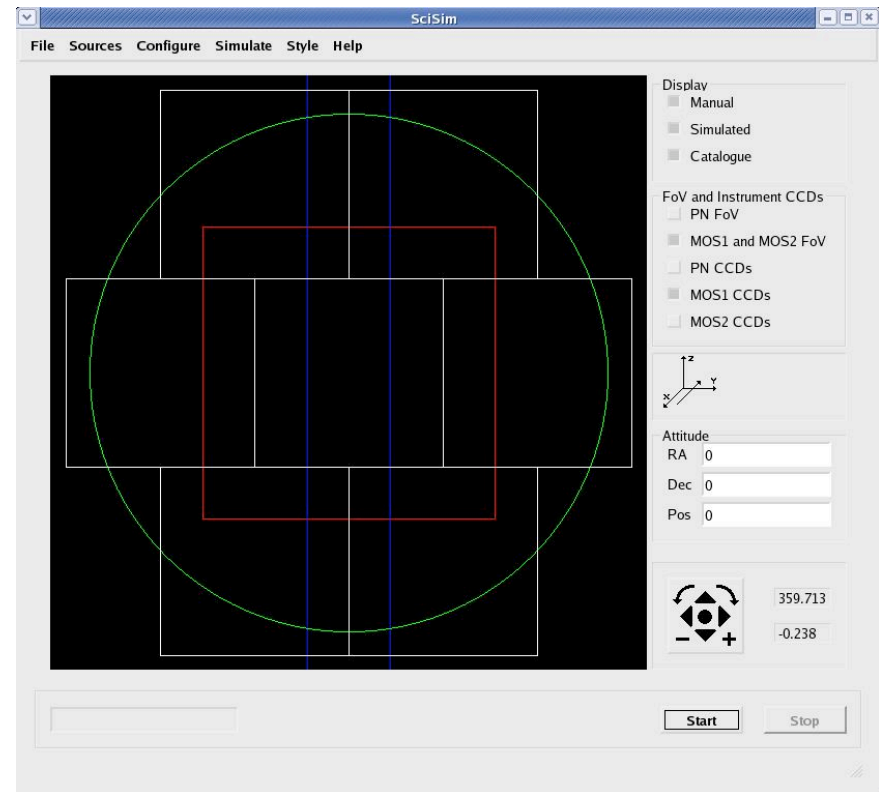 SciSim
File Sources Configure Simulate Style Help
Display
Manual
Simulated
Catalogue
FoV and Instrument CCDs
PN FoV
MOS1 and MOS2 FoV
PN CCDs
MOS1 CCDs
MOS2 CCDs
Z
Y
X
Attitude
RA 0
Dec 0
Pos 0
359.713
-0.238
Start Stop